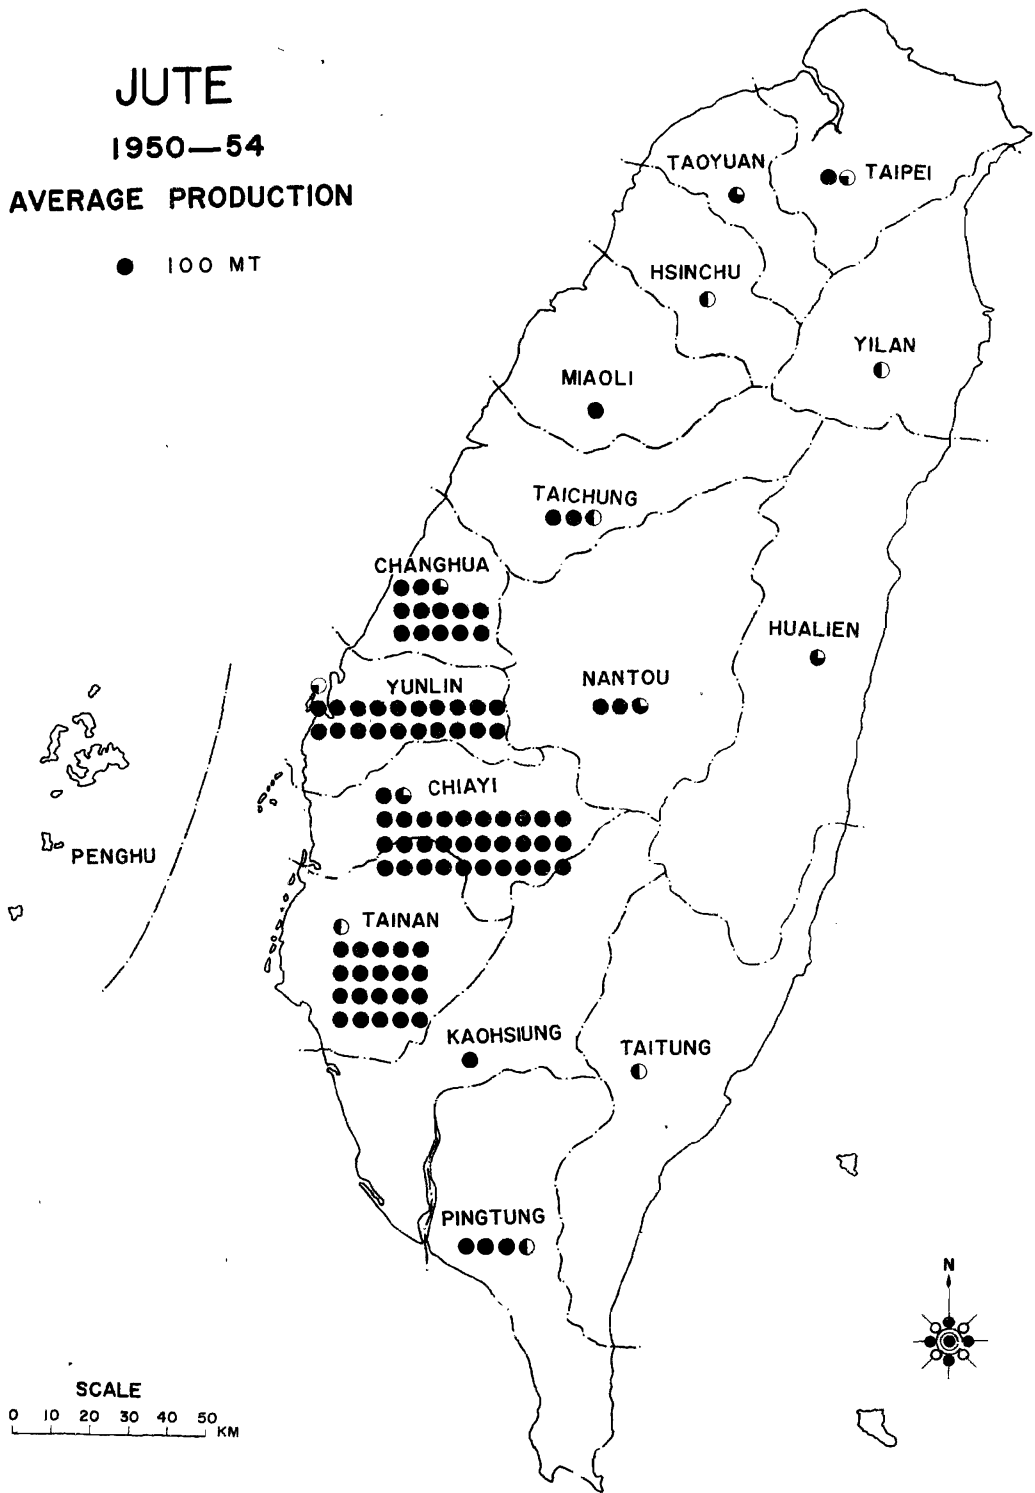 JUTE
1950—54
AVERAGE PRODUCTION
100 MT
TAOYUAN
TAIPEI
HSINCHU
YILAN
MIAOLI
TAICHUNG
CHANGHUA
HUALIEN
NANTOU
YUNLIN
CHIAYI
PENGHU
TAINAN
KAOHSIUNG
TAITUNG
PINGTUNG
N
SCALE
0 10 20 30 40 50
KM